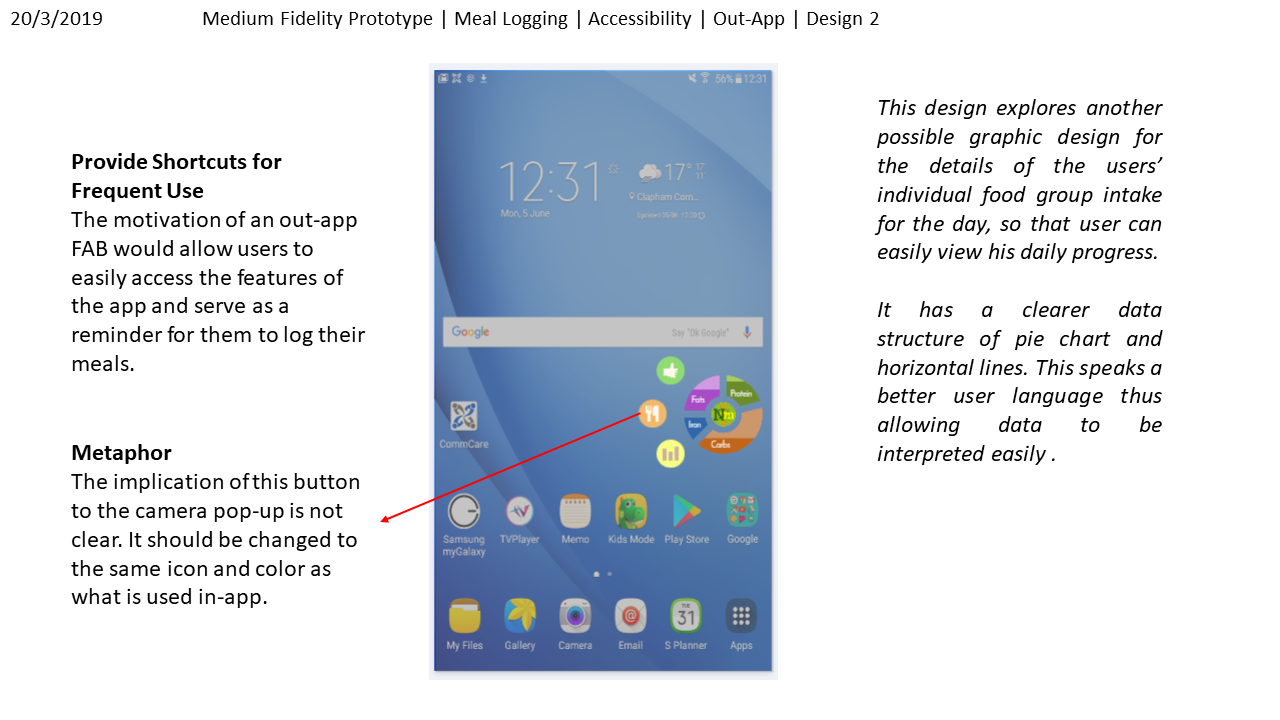 20/3/2019
Medium Fidelity Prototype | Meal Logging | Accessibility | Out-App | Design 2
Provide Shortcuts for
Frequent Use
The motivation of an out-app
FAB would allow users to
easily access the features of
the app and serve as a
reminder for them to log their
meals.
Metaphor
The implication of this button
to the camera pop-up is not
clear. It should be changed to
the same icon and color as
what is used in-app.
56% 12:31
12:31
Mon, 5 June
17° 17
11°
Clapham Com...
Google
Say "Ok Google"
Fats
Protein
Iron
Carbs
CommCare
Samsung
myGalaxy
TVPlayer
Memo
Kids Mode
Play Store
Google
TUE
31
My Files
Gallery
Camera
Email
S Planner
Apps
This design explores another
possible graphic design for
the details of the users’
individual food group intake
for the day, so that user can
easily view his daily progress.
It has a clearer data
structure of pie chart and
horizontal lines. This speaks a
better user language thus
allowing data to be
interpreted easily .